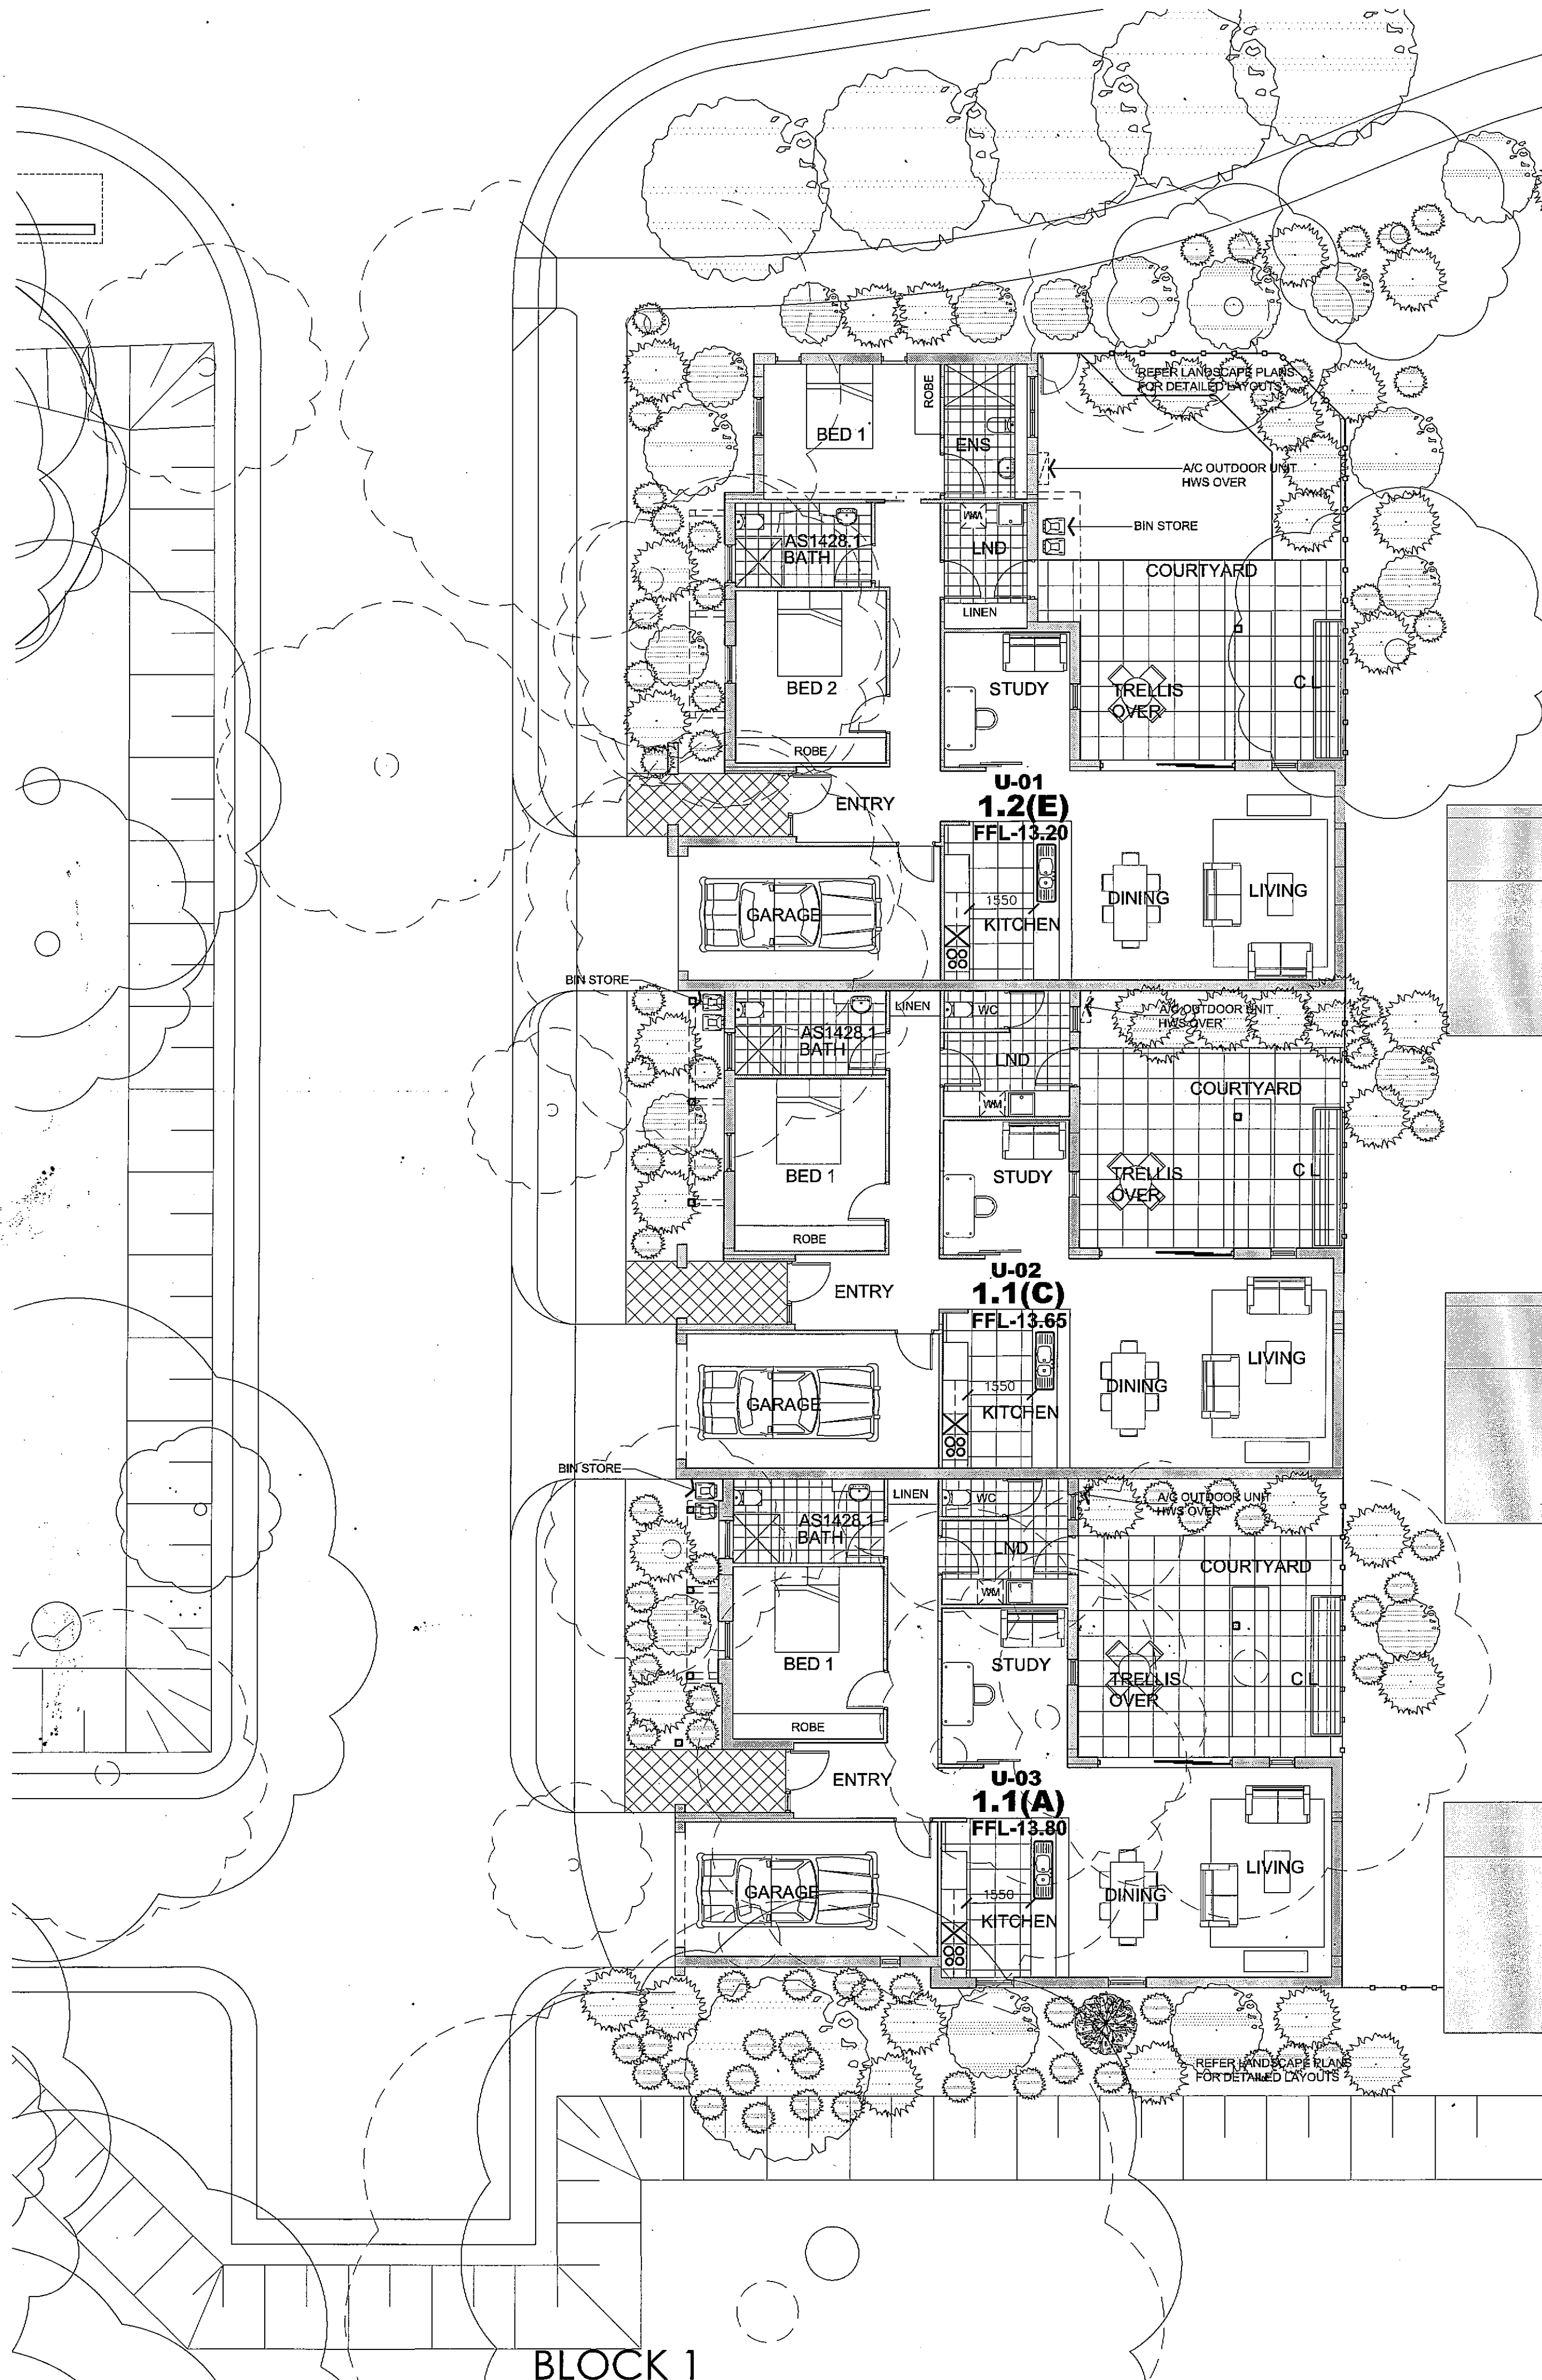 REFER LANDSCAPE PLANS
FOR DETAILED LAYOUTS
ROBE
BED 1
ENS
A/C OUTDOOR UNIT
HWS OVER
WM
BIN STORE
AS1428.1
BATH
LND
COURTYARD
LINEN
BED 2
STUDY
TRELLIS
OVER
C L
ROBE
U-01
1.2(E)
FFL-13.20
ENTRY
GARAGE
1550
KITCHEN
DINING
LIVING
BIN STORE
LINEN
WC
A/C OUTDOOR UNIT
HWS OVER
AS1428.1
BATH
LND
COURTYARD
WM
BED 1
STUDY
TRELLIS
OVER
C L
ROBE
U-02
1.1(C)
FFL-13.65
ENTRY
GARAGE
1550
KITCHEN
DINING
LIVING
BIN STORE
LINEN
WC
A/C OUTDOOR UNIT
HWS OVER
AS1428.1
BATH
LND
COURTYARD
WM
BED 1
STUDY
TRELLIS
OVER
C L
ROBE
U-03
1.1(A)
FFL-13.80
ENTRY
GARAGE
1550
KITCHEN
DINING
LIVING
REFER LANDSCAPE PLANS
FOR DETAILED LAYOUTS
BLOCK 1